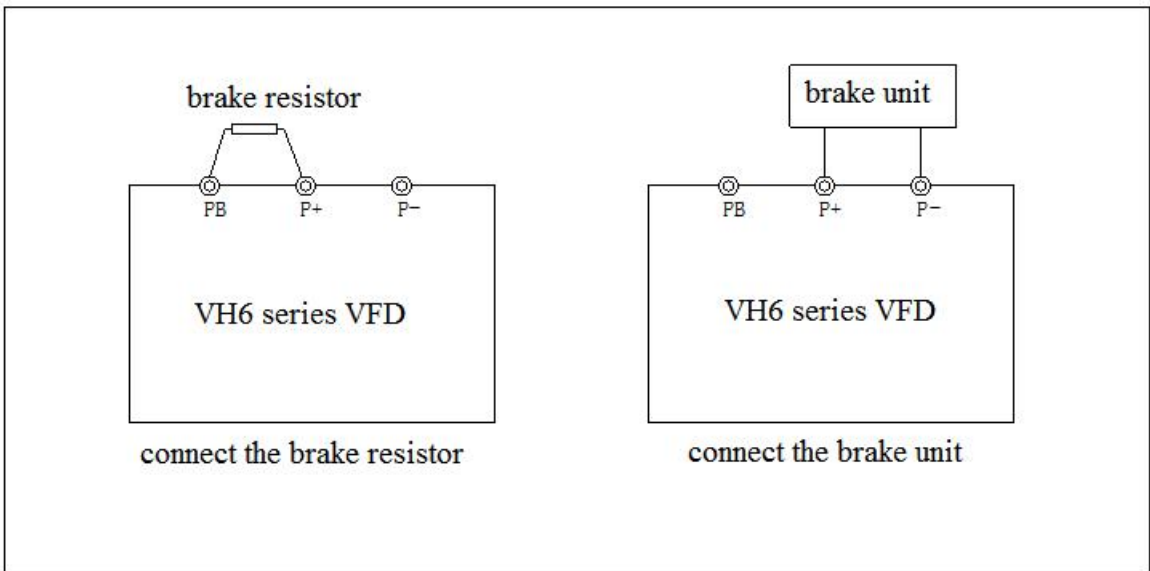 brake resistor
brake unit
PB P+ P-
PB P+ P-
VH6 series VFD
VH6 series VFD
connect the brake resistor
connect the brake unit